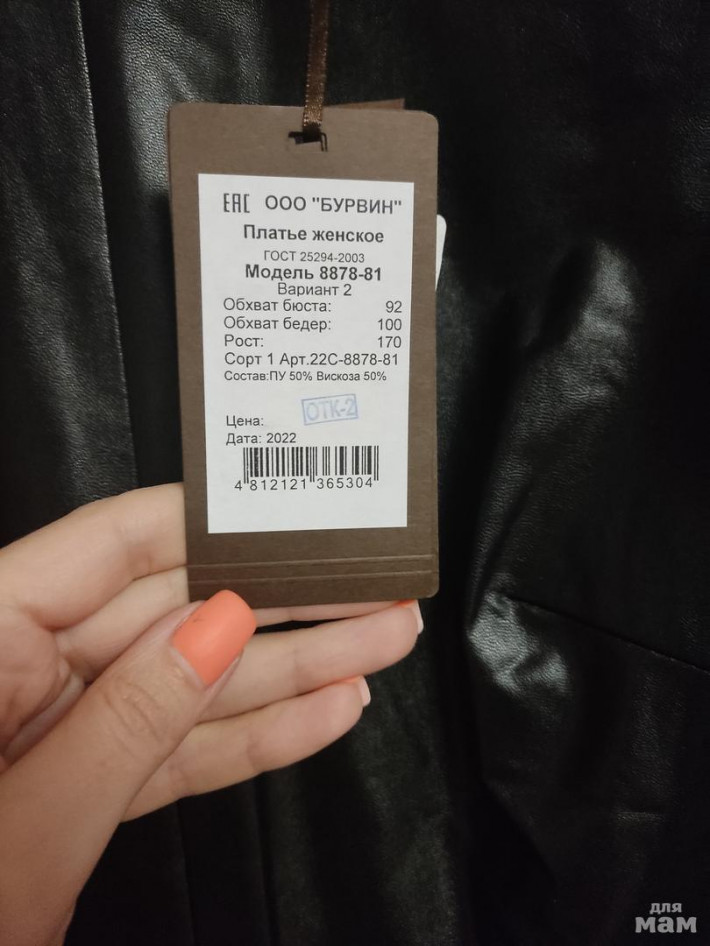 ЕАС ООО "БУРВИН"
Платье женское
ГОСТ 25294-2003
Модель 8878-81
Вариант 2
Обхват бюста: 92
Обхват бедер: 100
Рост: 170
Сорт 1 Арт.22С-8878-81
Состав:ПУ 50% Вискоза 50%
ОТК-2
Цена:
Дата: 2022
4 812121 365304
для
мам